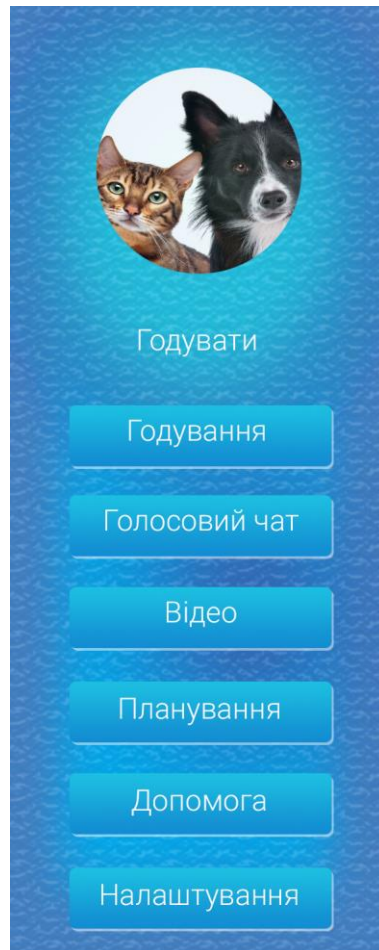 Годувати
Годування
Голосовий чат
Відео
Планування
Допомога
Налаштування